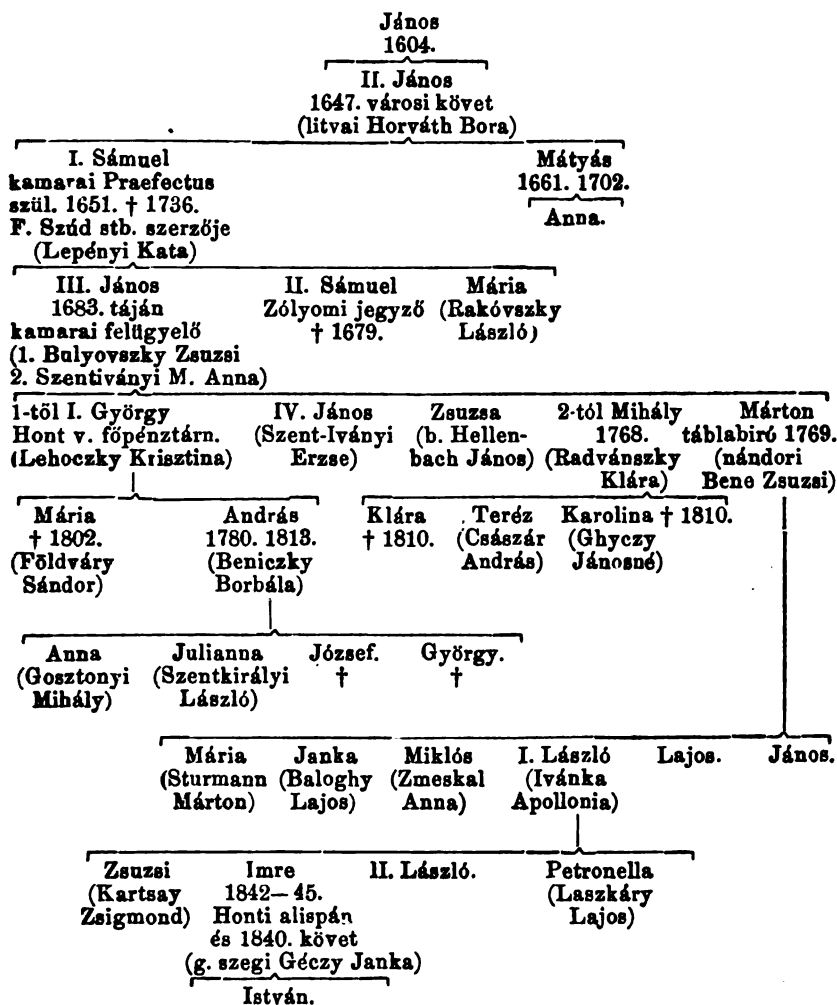 János
1604.
II. János
1647. városi követ
(litvai Horváth Bora)
I. Sámuel Mátyás
kamarai Praefectus 1661. 1702.
szül. 1651. † 1736. Anna.
F. Szúd stb. szerzője
(Lepényi Kata)
III. János II. Sámuel Mária
1683. táján Zólyomi jegyző (Rakóvszky
kamarai felügyelő † 1679. László)
(1. Bulyovszky Zsuzsi
2. Szentiványi M. Anna)
1-től I. György IV. János Zsuzsa 2-tól Mihály Márton
Hont v. főpénztárn. (Szent-Iványi (b. Hellen- 1768. táblabiró 1769.
(Lehoczky Krisztina) Erzse) bach János) (Radvánszky (nándori
Klára) Bene Zsuzsi)
Mária András Klára Teréz Karolina † 1810.
† 1802. 1780. 1813. † 1810. (Császár (Ghyczy
(Földváry (Beniczky András) Jánosné)
Sándor) Borbála)
Anna Julianna József. György.
(Gosztonyi (Szentkirályi † †
Mihály) László)
Mária Janka Miklós I. László Lajos. János.
(Sturmann (Baloghy (Zmeskal (Ivánka
Márton) Lajos) Anna) Apollonia)
Zsuzsi Imre II. László. Petronella
(Kartsay 1842—45. (Laszkáry
Zsigmond) Honti alispán Lajos)
és 1840. követ
(g. szegi Géczy Janka)
István.